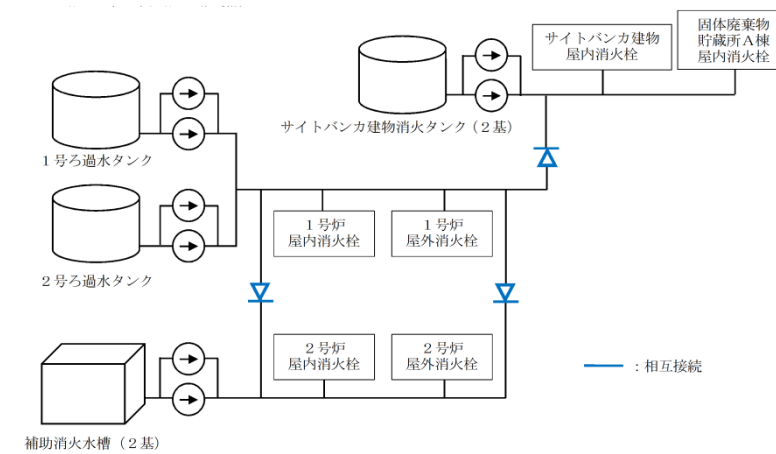 サイトバンカ建物
屋内消火栓
固体廃棄物
貯蔵所A棟
屋内消火栓
サイトバンカ建物消火タンク(2基)
1号ろ過水タンク
1号炉
屋内消火栓
1号炉
屋外消火栓
2号ろ過水タンク
2号炉
屋内消火栓
2号炉
屋外消火栓
:相互接続
補助消火水槽(2基)